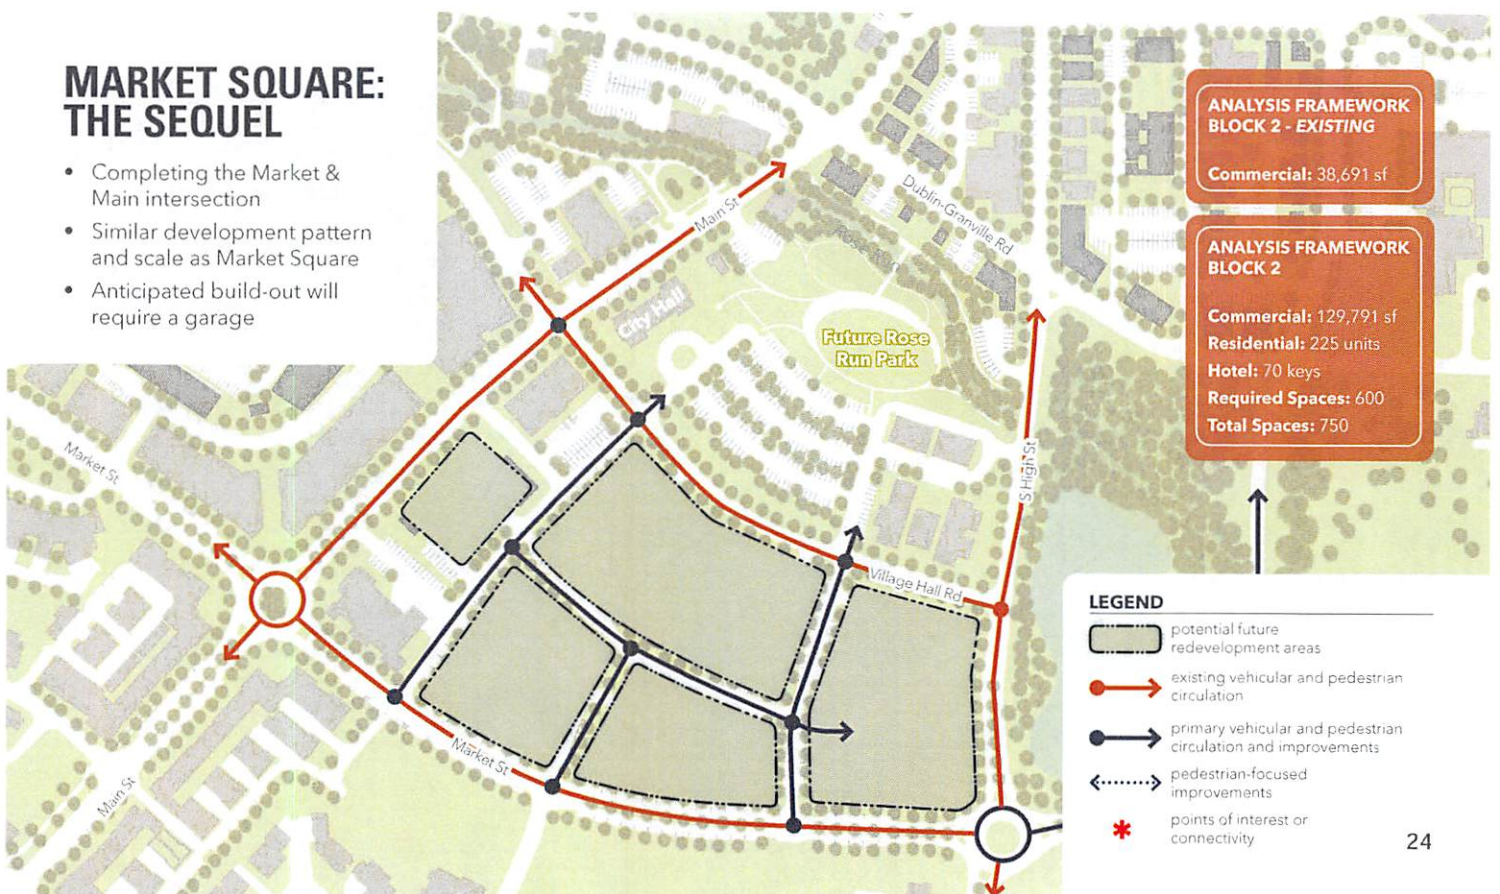 MARKET SQUARE:
THE SEQUEL
• Completing the Market &
Main intersection
• Similar development pattern
and scale as Market Square
• Anticipated build-out will
require a garage
ANALYSIS FRAMEWORK
BLOCK 2 - EXISTING
Commercial: 38,691 sf
ANALYSIS FRAMEWORK
BLOCK 2
Commercial: 129,791 sf
Residential: 225 units
Hotel: 70 keys
Required Spaces: 600
Total Spaces: 750
Main St
Dublin-Granville Rd
Rose Run
City Hall
Future Rose
Run Park
Market St
S High St
Village Hall Rd
Market St
Main St
LEGEND
potential future
redevelopment areas
existing vehicular and pedestrian
circulation
primary vehicular and pedestrian
circulation and improvements
pedestrian-focused
improvements
points of interest or
connectivity
24